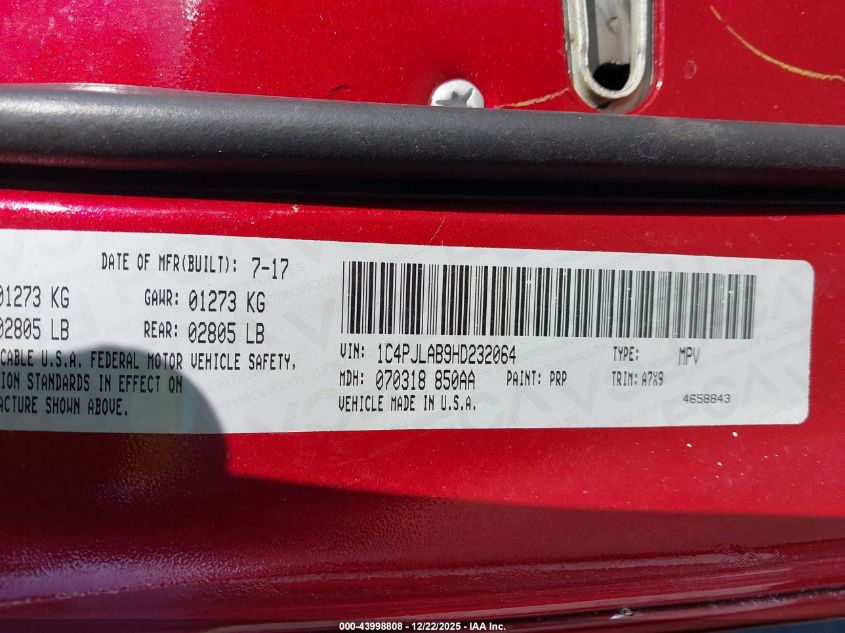 DATE OF MFR(BUILT): 7-17
01273 KG GAWR: 01273 KG
02805 LB REAR: 02805 LB
CABLE U.S.A. FEDERAL MOTOR VEHICLE SAFETY,
ION STANDARDS IN EFFECT ON
ACTURE SHOWN ABOVE.
VIN: 1C4PJLAB9HD232064 TYPE: MPV
MDH: 070318 850AA PAINT: PRP TRIM: A7X9
VEHICLE MADE IN U.S.A. 4658843
000-43998808 - 12/22/2025 - IAA Inc.